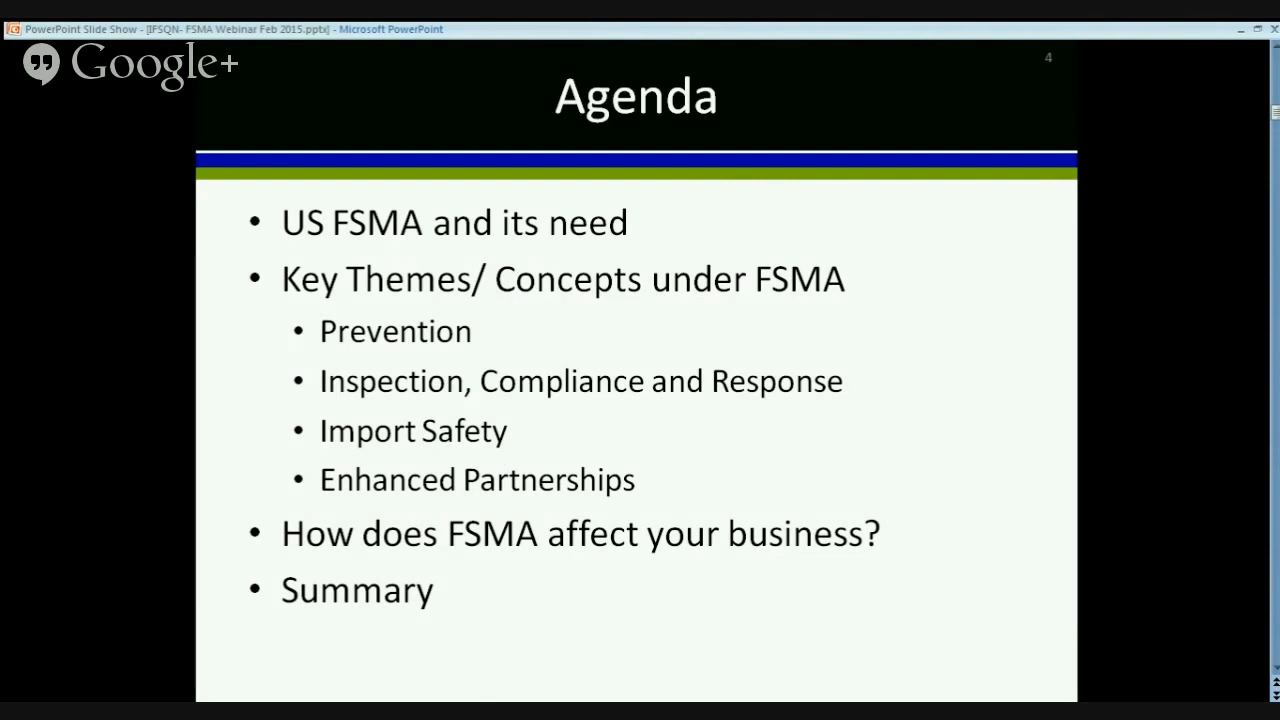 PowerPoint Slide Show - [IFSQN- FSMA Webinar Feb 2015.pptx] - Microsoft PowerPoint
Google+
4
Agenda
• US FSMA and its need
• Key Themes/ Concepts under FSMA
• Prevention
• Inspection, Compliance and Response
• Import Safety
• Enhanced Partnerships
• How does FSMA affect your business?
• Summary